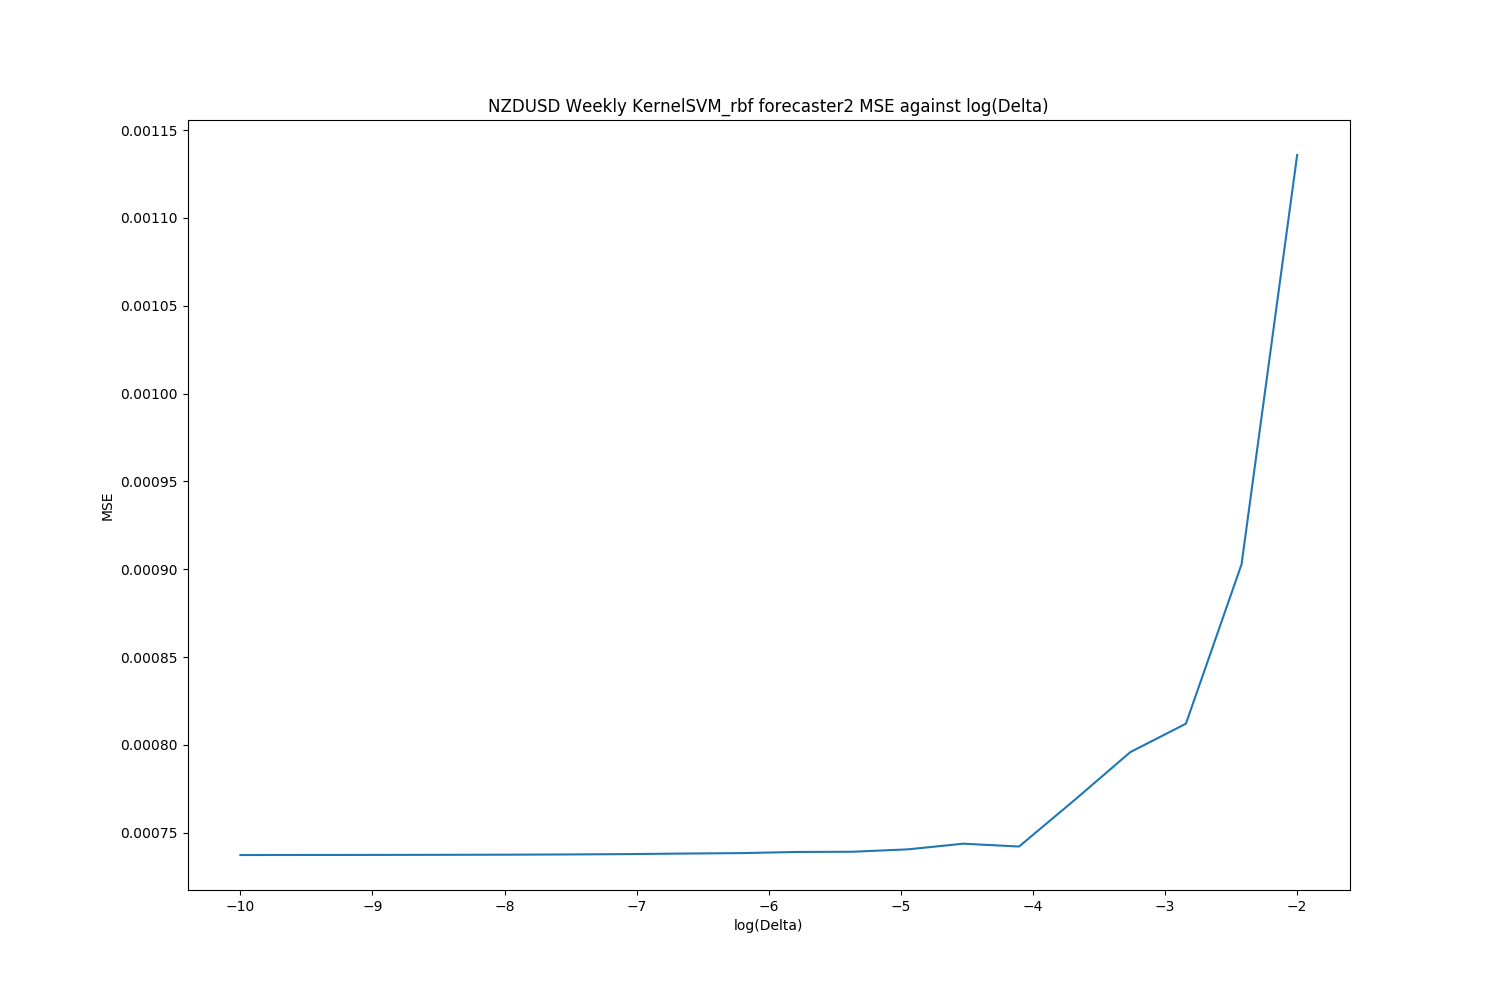 NZDUSD Weekly KernelSVM_rbf forecaster2 MSE against log(Delta)
0.00115
0.00110
0.00105
0.00100
0.00095
MSE
0.00090
0.00085
0.00080
0.00075
−10 −9 −8 −7 −6 −5 −4 −3 −2
log(Delta)